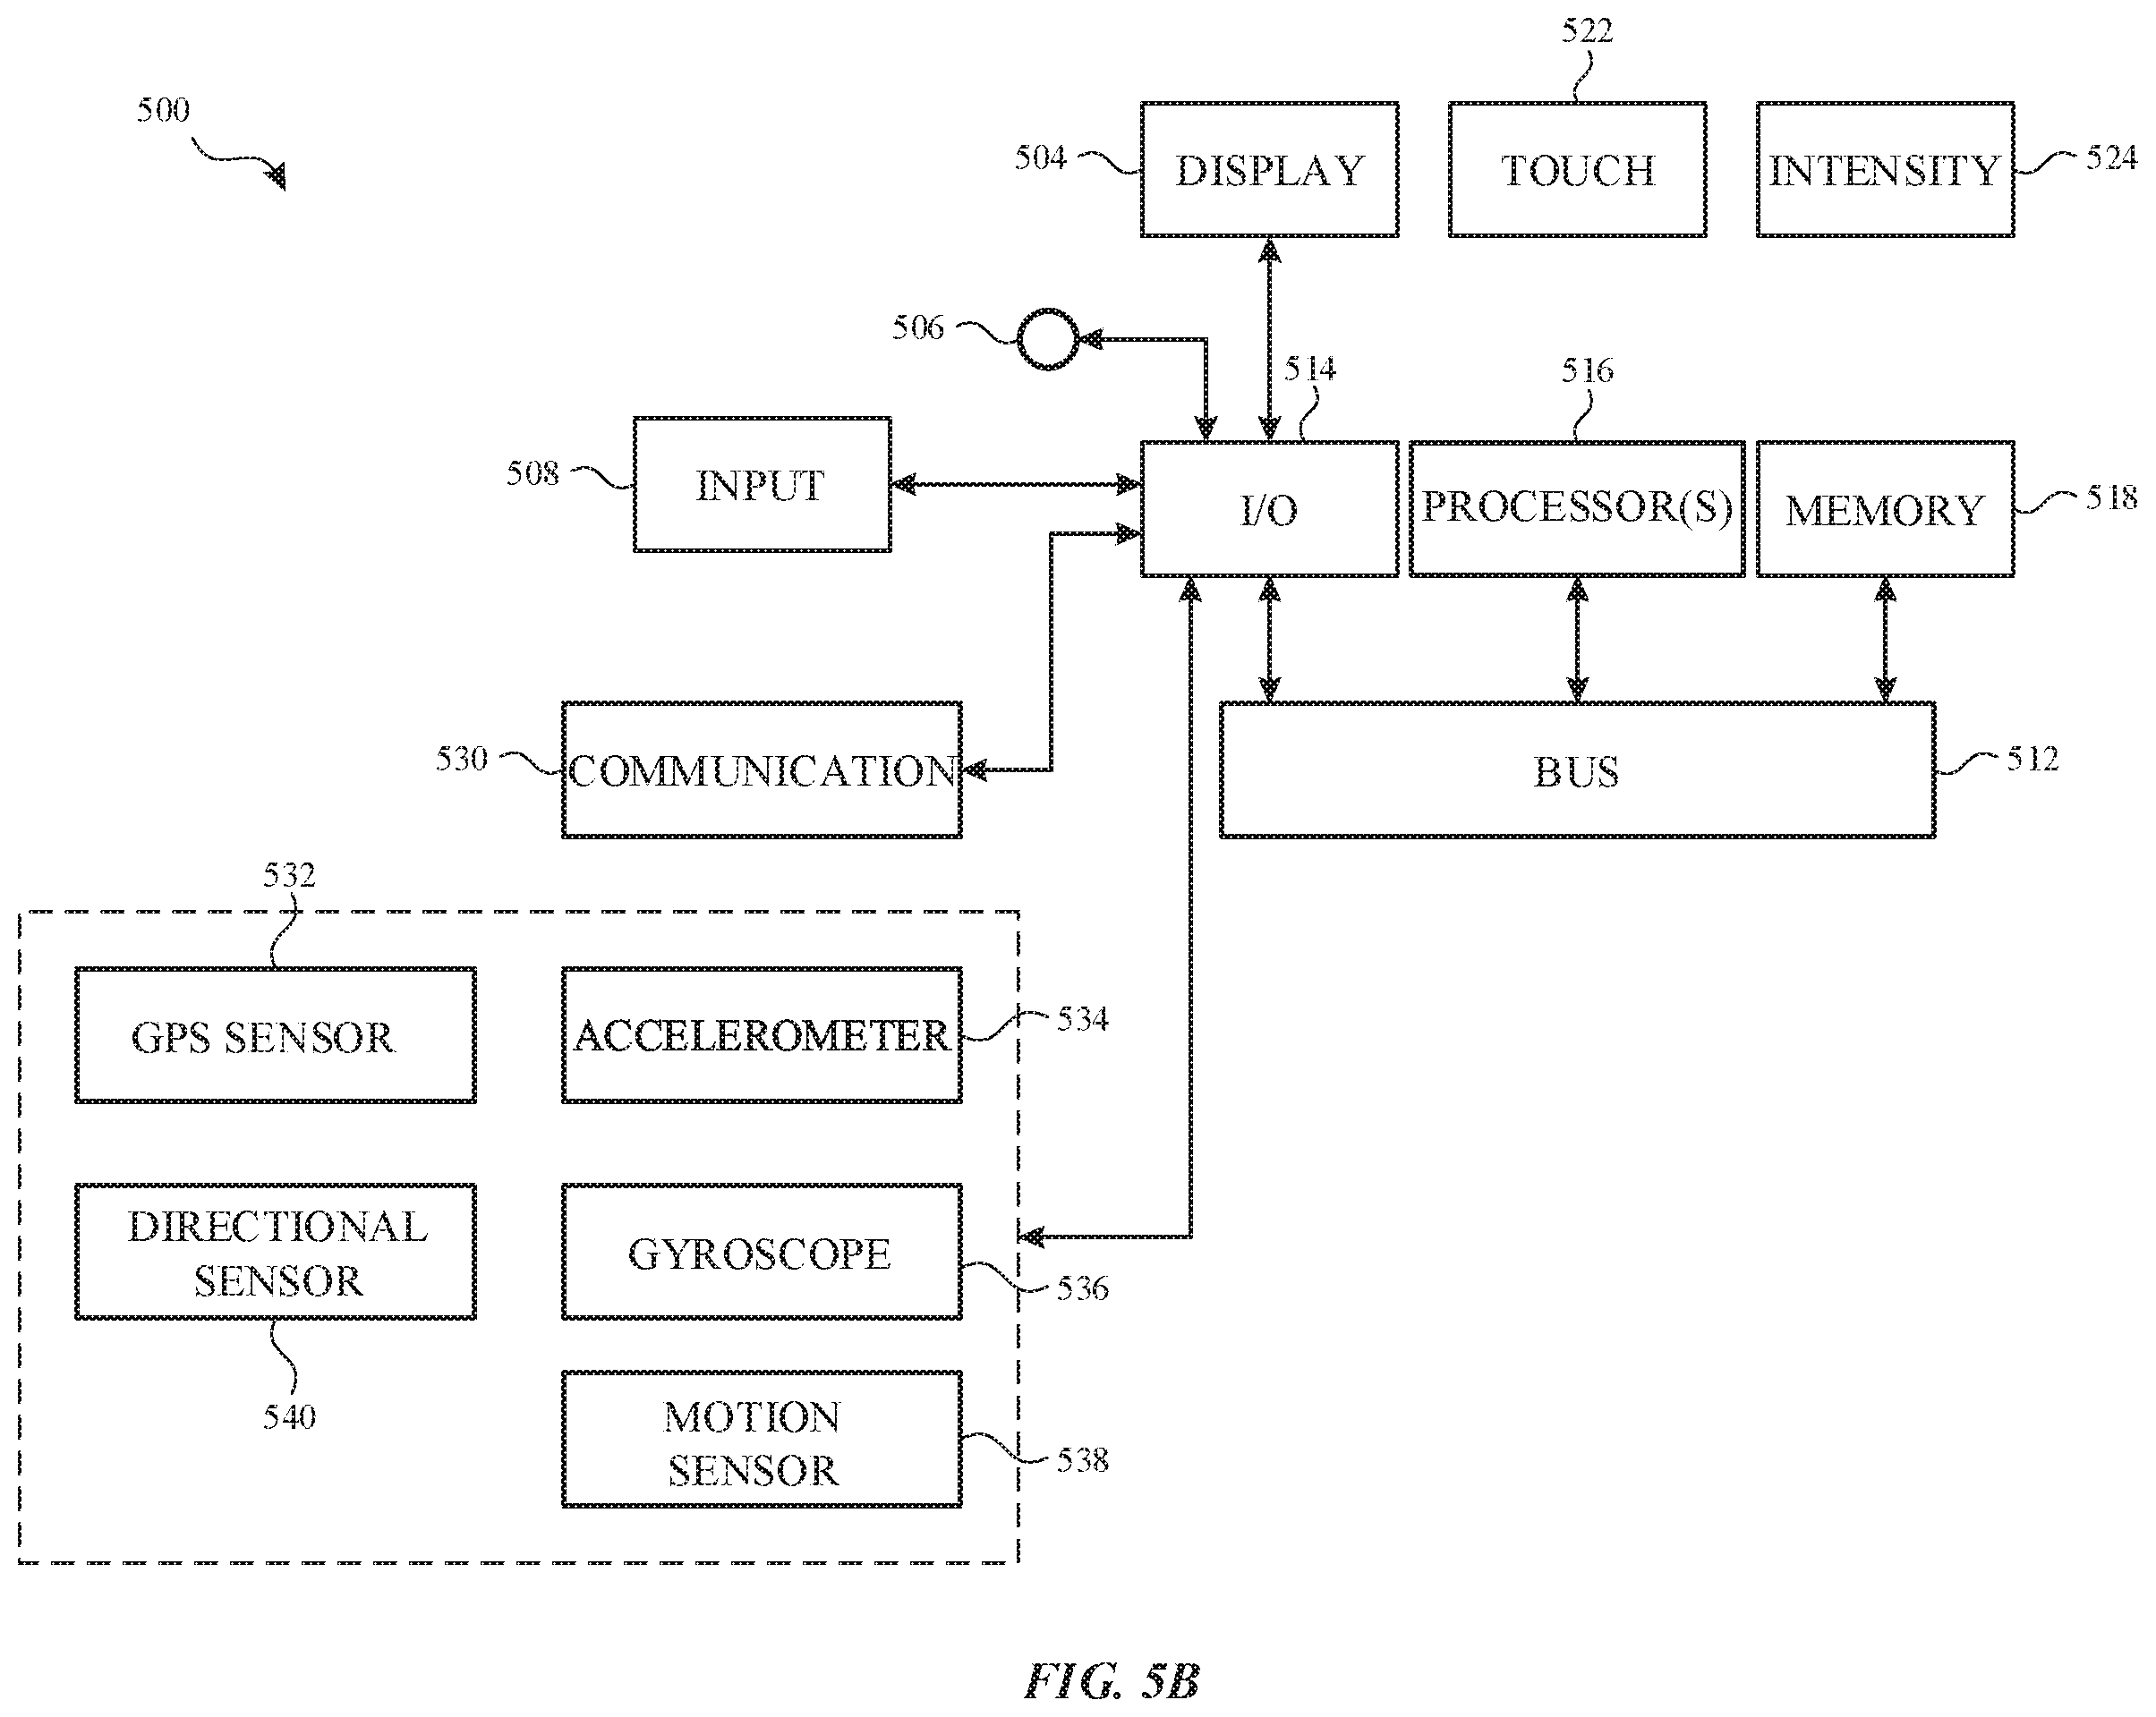 522
500
504
DISPLAY
TOUCH
INTENSITY
524
506
514
516
508
INPUT
I/O
PROCESSOR(S)
MEMORY
518
530
COMMUNICATION
BUS
512
532
GPS SENSOR
ACCELEROMETER
534
DIRECTIONAL
SENSOR
GYROSCOPE
536
540
MOTION
SENSOR
538
FIG. 5B